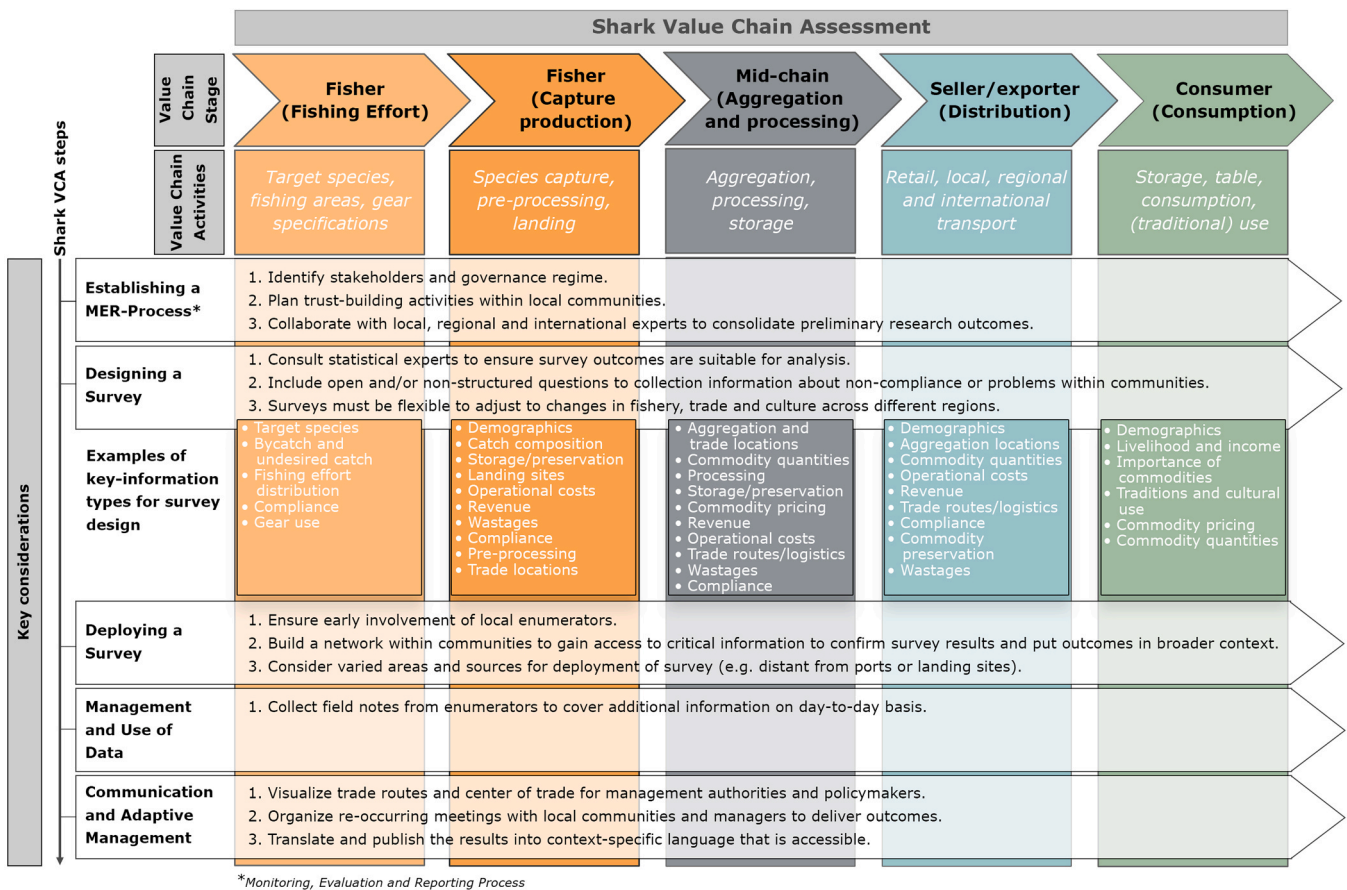 Shark Value Chain Assessment
Value
Chain
Stage
Fisher
(Fishing Effort)
Fisher
(Capture
production)
Mid-chain
(Aggregation
and processing)
Seller/exporter
(Distribution)
Consumer
(Consumption)
Shark VCA steps
Value Chain
Activities
Target species,
fishing areas, gear
specifications
Species capture,
pre-processing,
landing
Aggregation,
processing,
storage
Retail, local, regional
and international
transport
Storage, table,
consumption,
(traditional) use
Key considerations
Establishing a
MER-Process*
1. Identify stakeholders and governance regime.
2. Plan trust-building activities within local communities.
3. Collaborate with local, regional and international experts to consolidate preliminary research outcomes.
Designing a
Survey
1. Consult statistical experts to ensure survey outcomes are suitable for analysis.
2. Include open and/or non-structured questions to collection information about non-compliance or problems within communities.
3. Surveys must be flexible to adjust to changes in fishery, trade and culture across different regions.
Examples of
key-information
types for survey
design
• Target species
• Bycatch and
undesired catch
• Fishing effort
distribution
• Compliance
• Gear use
• Demographics
• Catch composition
• Storage/preservation
• Landing sites
• Operational costs
• Revenue
• Wastages
• Compliance
• Pre-processing
• Trade locations
• Aggregation and
trade locations
• Commodity quantities
• Processing
• Storage/preservation
• Commodity pricing
• Revenue
• Operational costs
• Trade routes/logistics
• Wastages
• Compliance
• Demographics
• Aggregation locations
• Commodity quantities
• Operational costs
• Revenue
• Trade routes/logistics
• Compliance
• Commodity
preservation
• Wastages
• Demographics
• Livelihood and income
• Importance of
commodities
• Traditions and cultural
use
• Commodity pricing
• Commodity quantities
Deploying a
Survey
1. Ensure early involvement of local enumerators.
2. Build a network within communities to gain access to critical information to confirm survey results and put outcomes in broader context.
3. Consider varied areas and sources for deployment of survey (e.g. distant from ports or landing sites).
Management
and Use of
Data
1. Collect field notes from enumerators to cover additional information on day-to-day basis.
Communication
and Adaptive
Management
1. Visualize trade routes and center of trade for management authorities and policymakers.
2. Organize re-occurring meetings with local communities and managers to deliver outcomes.
3. Translate and publish the results into context-specific language that is accessible.
*Monitoring, Evaluation and Reporting Process